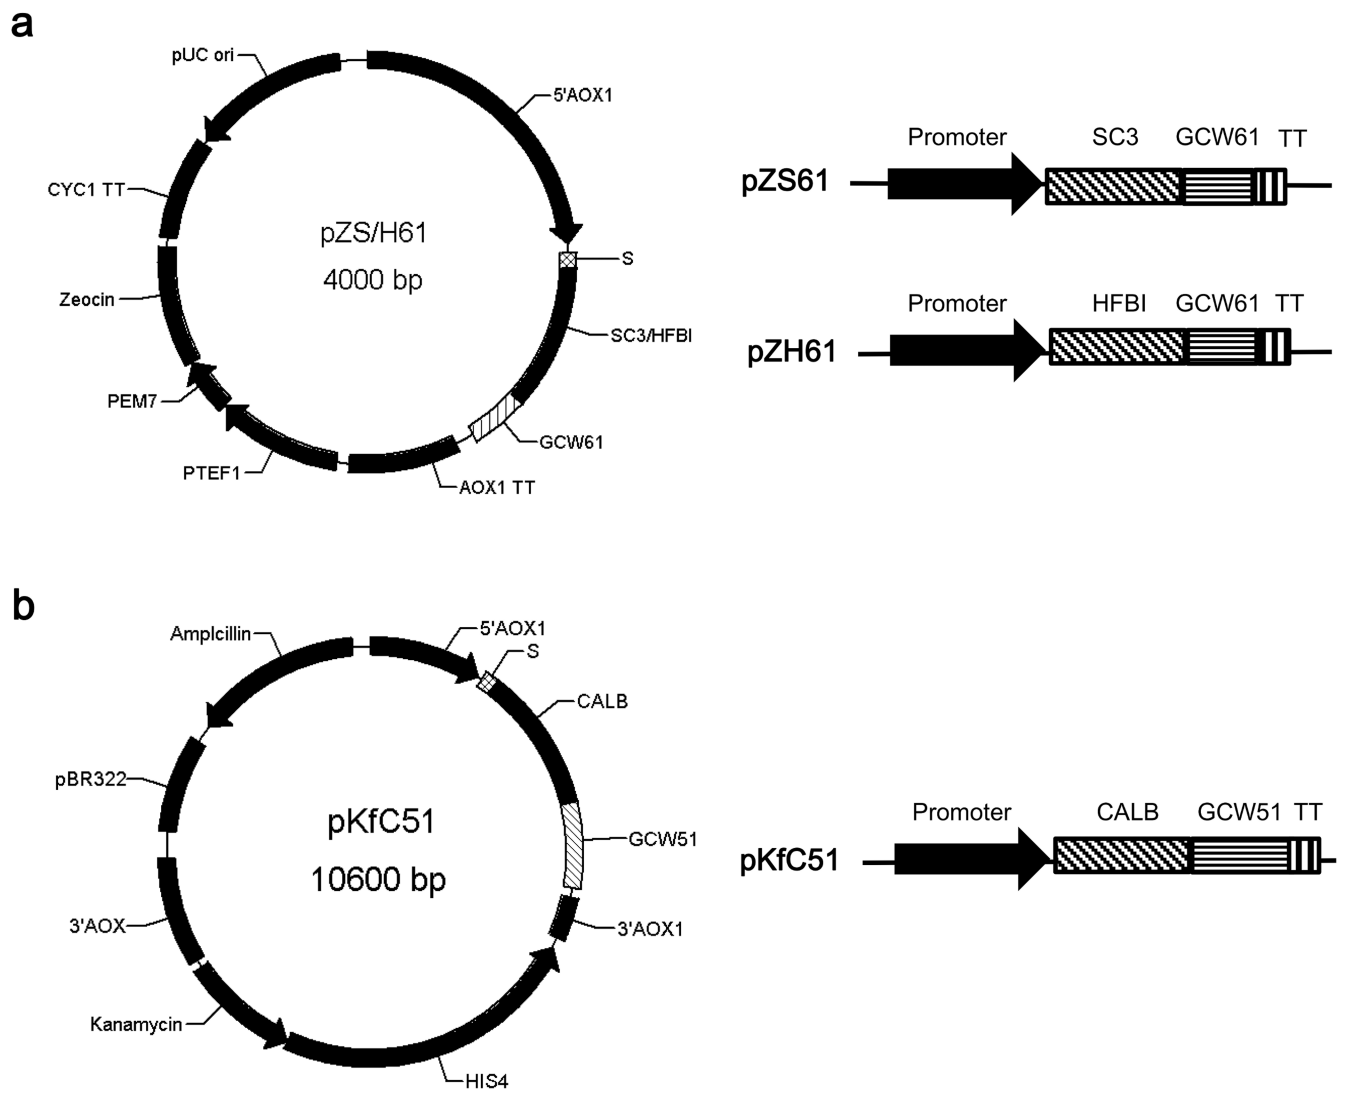 a
pUC ori
5'AOX1
CYC1 TT
pZS/H61
4000 bp
S
Zeocin
SC3/HFBI
PEM7
GCW61
PTEF1
AOX1 TT
Promoter SC3 GCW61 TT
pZS61
Promoter HFBI GCW61 TT
pZH61
b
Amplcillin
5'AOX1
S
CALB
pBR322
pKfC51
10600 bp
GCW51
3'AOX
3'AOX1
Kanamycin
HIS4
Promoter CALB GCW51 TT
pKfC51